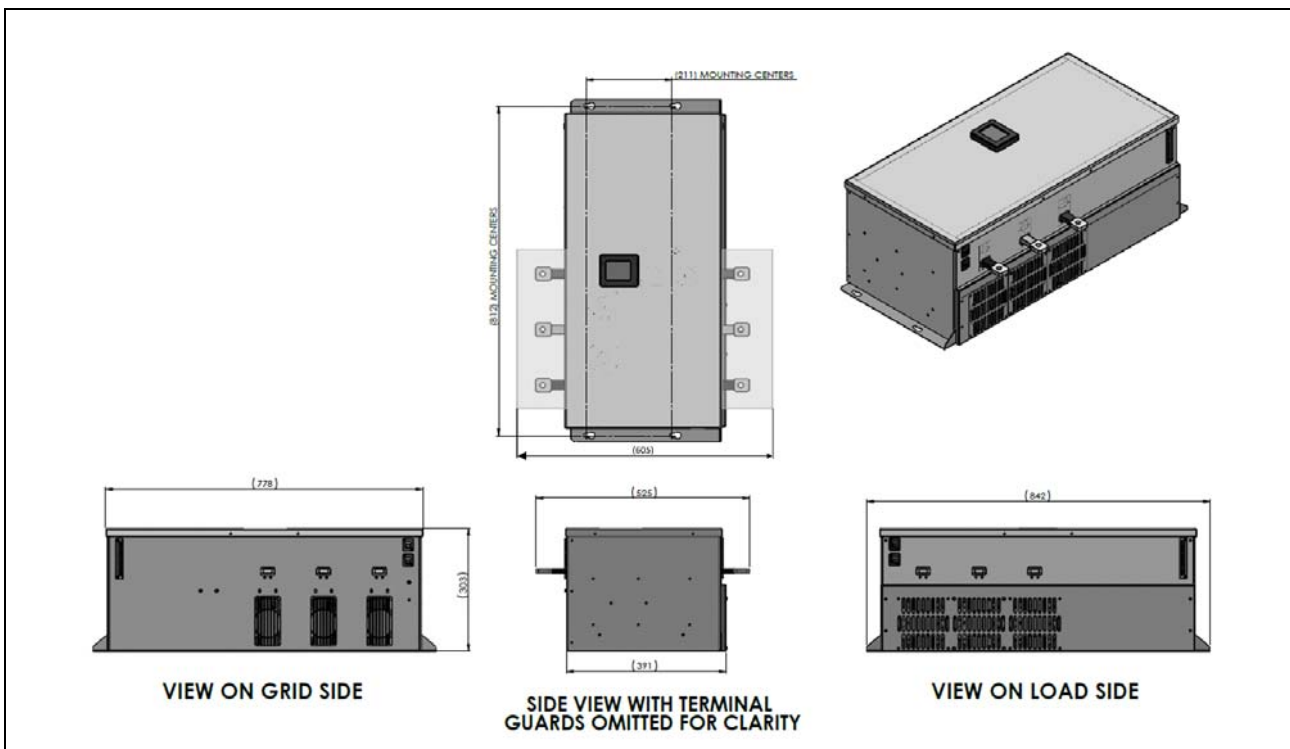 (211) MOUNTING CENTERS
(812) MOUNTING CENTERS
(605)
(778)
(303)
(525)
(391)
(842)
VIEW ON GRID SIDE
SIDE VIEW WITH TERMINAL
GUARDS OMITTED FOR CLARITY
VIEW ON LOAD SIDE